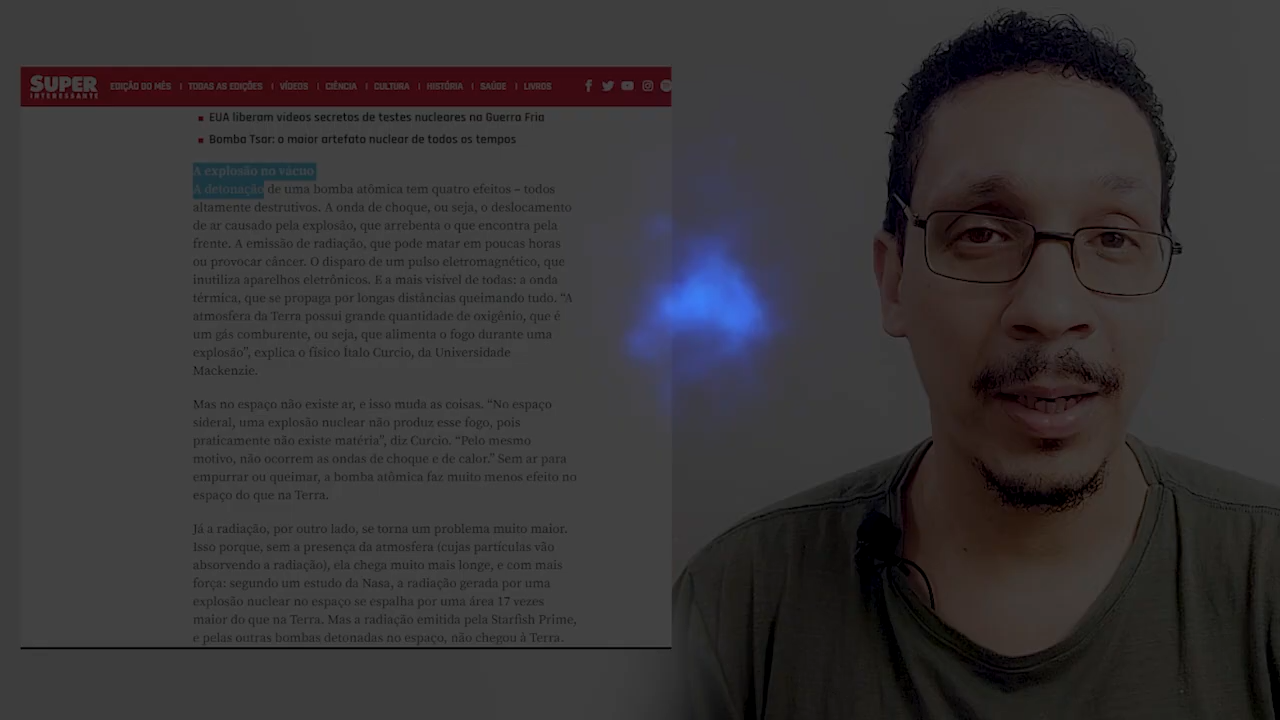 SUPER
INTERESSANTE
EDIÇÃO DO MÊS | TODAS AS EDIÇÕES | VÍDEOS | CIÊNCIA | CULTURA | HISTÓRIA | SAÚDE | LIVROS
EUA liberam vídeos secretos de testes nucleares na Guerra Fria
Bomba Tsar: o maior artefato nuclear de todos os tempos
A explosão no vácuo
A detonação de uma bomba atômica tem quatro efeitos – todos
altamente destrutivos. A onda de choque, ou seja, o deslocamento
de ar causado pela explosão, que arrebenta o que encontra pela
frente. A emissão de radiação, que pode matar em poucas horas
ou provocar câncer. O disparo de um pulso eletromagnético, que
inutiliza aparelhos eletrônicos. E a mais visível de todas: a onda
térmica, que se propaga por longas distâncias queimando tudo. “A
atmosfera da Terra possui grande quantidade de oxigênio, que é
um gás comburente, ou seja, que alimenta o fogo durante uma
explosão”, explica o físico Ítalo Curcio, da Universidade
Mackenzie.
Mas no espaço não existe ar, e isso muda as coisas. “No espaço
sideral, uma explosão nuclear não produz esse fogo, pois
praticamente não existe matéria”, diz Curcio. “Pelo mesmo
motivo, não ocorrem as ondas de choque e de calor.” Sem ar para
empurrar ou queimar, a bomba atômica faz muito menos efeito no
espaço do que na Terra.
Já a radiação, por outro lado, se torna um problema muito maior.
Isso porque, sem a presença da atmosfera (cujas partículas vão
absorvendo a radiação), ela chega muito mais longe, e com mais
força: segundo um estudo da Nasa, a radiação gerada por uma
explosão nuclear no espaço se espalha por uma área 17 vezes
maior do que na Terra. Mas a radiação emitida pela Starfish Prime,
e pelas outras bombas detonadas no espaço, não chegou à Terra.